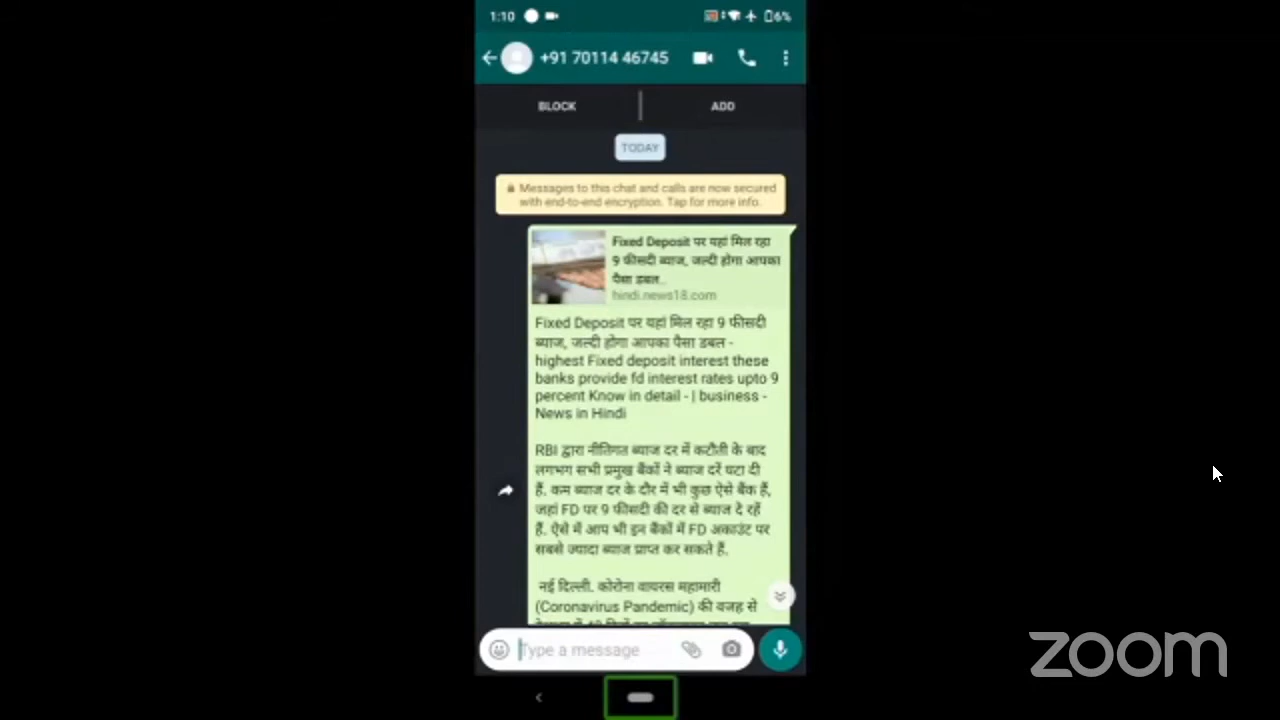 1:10
6%
+91 70114 46745
BLOCK
ADD
TODAY
Messages to this chat and calls are now secured
with end-to-end encryption. Tap for more info.
Fixed Deposit पर यहां मिल रहा
9 फीसदी ब्याज, जल्दी होगा आपका
पैसा डबल..
hindi.news18.com
Fixed Deposit पर यहां मिल रहा 9 फीसदी
ब्याज, जल्दी होगा आपका पैसा डबल -
highest Fixed deposit interest these
banks provide fd interest rates upto 9
percent Know in detail - | business -
News in Hindi
RBI द्वारा नीतिगत ब्याज दर में कटौती के बाद
लगभग सभी प्रमुख बैंकों ने ब्याज दरें घटा दी
हैं. कम ब्याज दर के दौर में भी कुछ ऐसे बैंक हैं,
जहां FD पर 9 फीसदी की दर से ब्याज दे रहें
हैं. ऐसे में आप भी इन बैंकों में FD अकाउंट पर
सबसे ज्यादा ब्याज प्राप्त कर सकते हैं.
नई दिल्ली. कोरोना वायरस महामारी
(Coronavirus Pandemic) की वजह से
Type a message
zoom